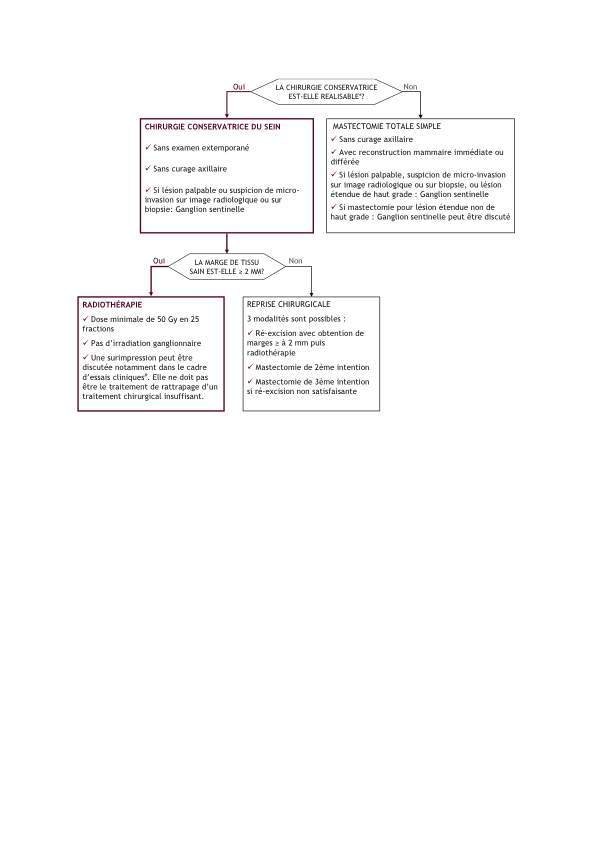 Oui
LA CHIRURGIE CONSERVATRICE
EST-ELLE REALISABLE*?
Non
CHIRURGIE CONSERVATRICE DU SEIN
✓ Sans examen extemporané
✓ Sans curage axillaire
✓ Si lésion palpable ou suspicion de micro-
invasion sur image radiologique ou sur
biopsie: Ganglion sentinelle
MASTECTOMIE TOTALE SIMPLE
✓ Sans curage axillaire
✓ Avec reconstruction mammaire immédiate ou
différée
✓ Si lésion palpable, suspicion de micro-invasion
sur image radiologique ou sur biopsie, ou lésion
étendue de haut grade : Ganglion sentinelle
✓ Si mastectomie pour lésion étendue non de
haut grade : Ganglion sentinelle peut être discuté
Oui
LA MARGE DE TISSU
SAIN EST-ELLE ≥ 2 MM?
Non
RADIOTHÉRAPIE
✓ Dose minimale de 50 Gy en 25
fractions
✓ Pas d'irradiation ganglionnaire
✓ Une surimpression peut être
discutée notamment dans le cadre
d'essais cliniques#. Elle ne doit pas
être le traitement de rattrapage d'un
traitement chirurgical insuffisant.
REPRISE CHIRURGICALE
3 modalités sont possibles :
✓ Ré-excision avec obtention de
marges ≥ à 2 mm puis
radiothérapie
✓ Mastectomie de 2ème intention
✓ Mastectomie de 3ème intention
si ré-excision non satisfaisante